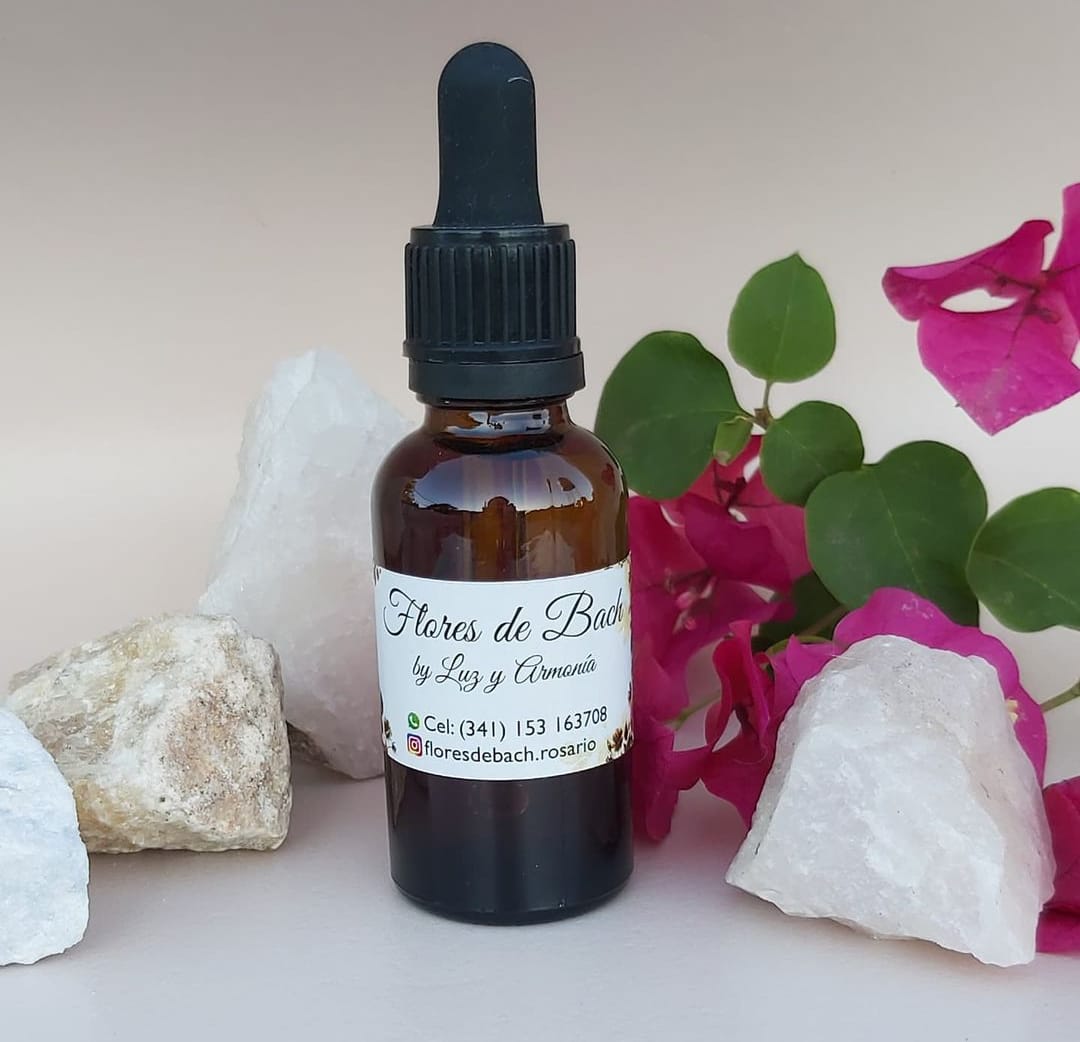 Flores de Bach
by Luz y Armonía
Cel: (341) 153 163708
floresdebach.rosario